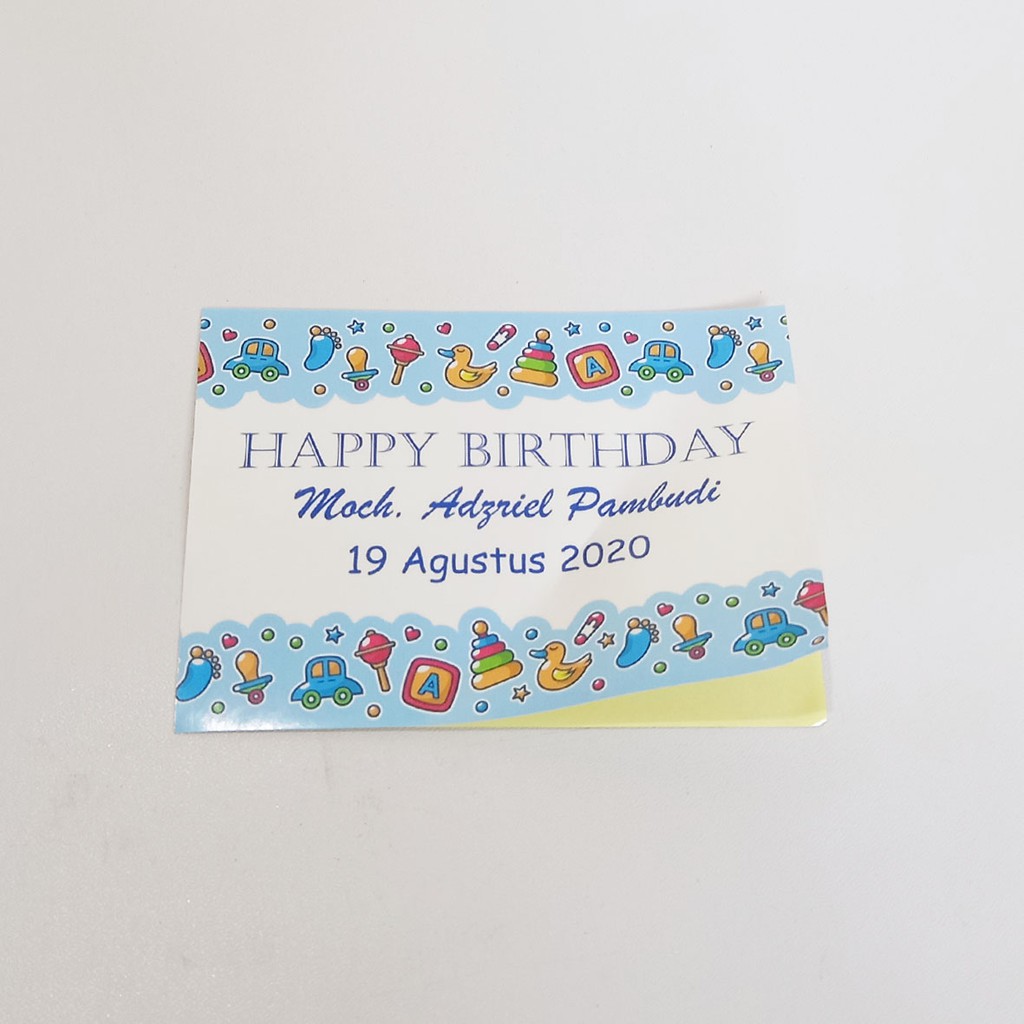 HAPPY BIRTHDAY
Moch. Adzriel Pambudi
19 Agustus 2020
A
A